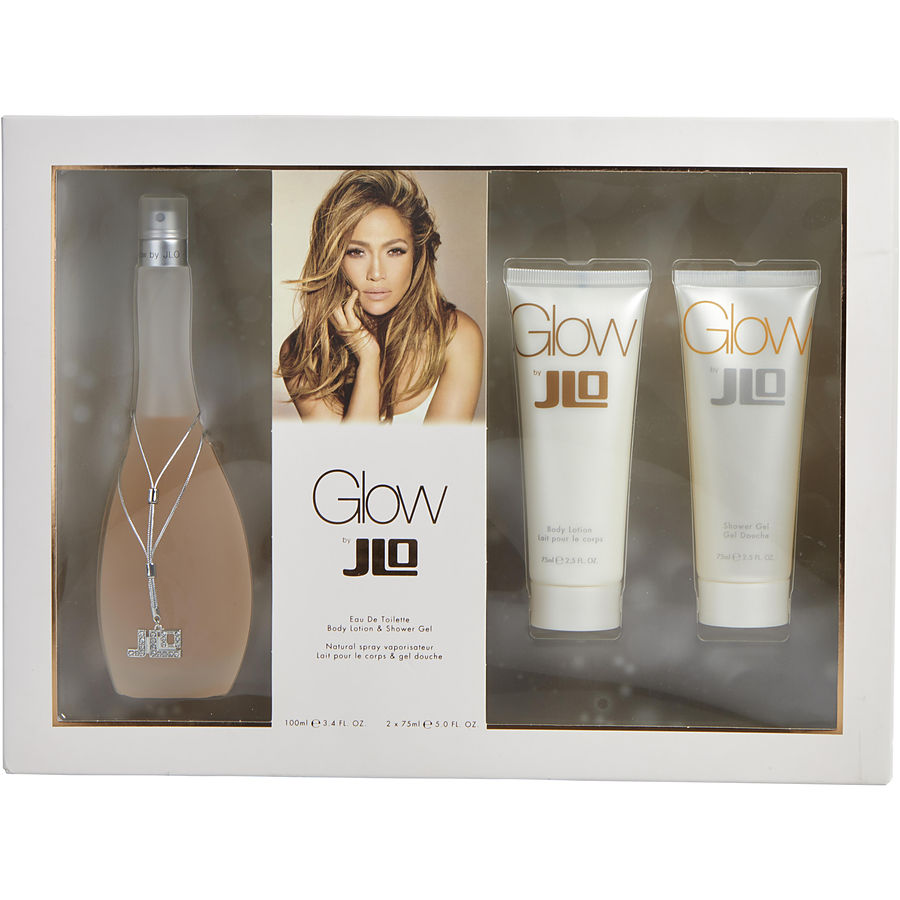 ow by JLO
Glow
by
JLO
Eau De Toilette
Body Lotion & Shower Gel
Natural spray vaporisateur
Lait pour le corps & gel douche
100ml ℮ 3.4 FL. OZ. 2 x 75ml ℮ 5.0 FL. OZ.
JLO
Glow
by
JLO
Body Lotion
Lait pour le corps
75ml ℮ 2.5 FL. OZ.
Glow
by
JLO
Shower Gel
Gel Douche
75ml ℮ 2.5 FL. OZ.